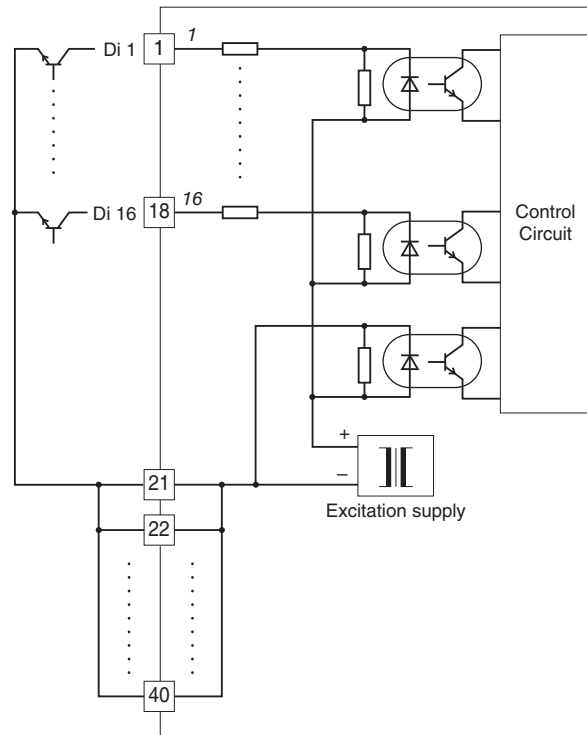 Di 1 1 1
Di 16 18 16
Control
Circuit
+
–
21
Excitation supply
22
40